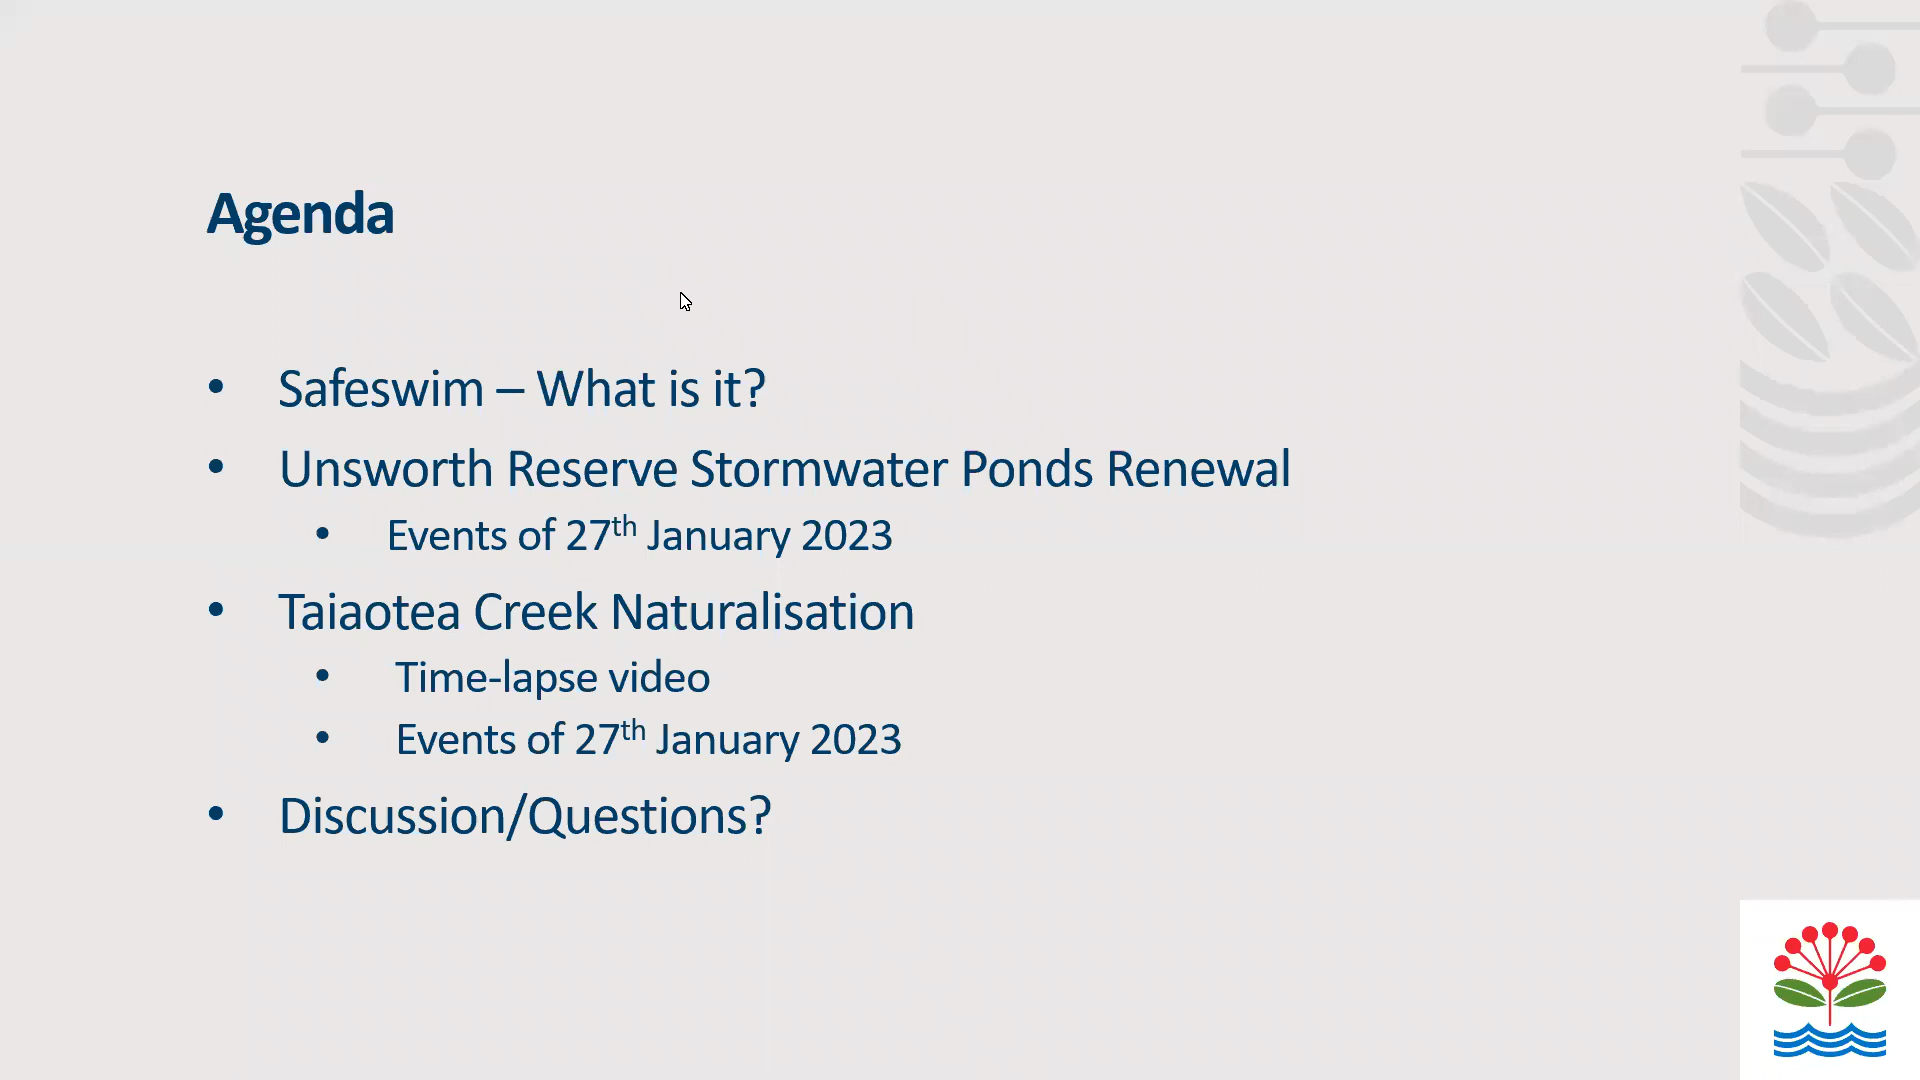 Agenda
• Safeswim – What is it?
• Unsworth Reserve Stormwater Ponds Renewal
• Events of 27th January 2023
• Taiaotea Creek Naturalisation
• Time-lapse video
• Events of 27th January 2023
• Discussion/Questions?